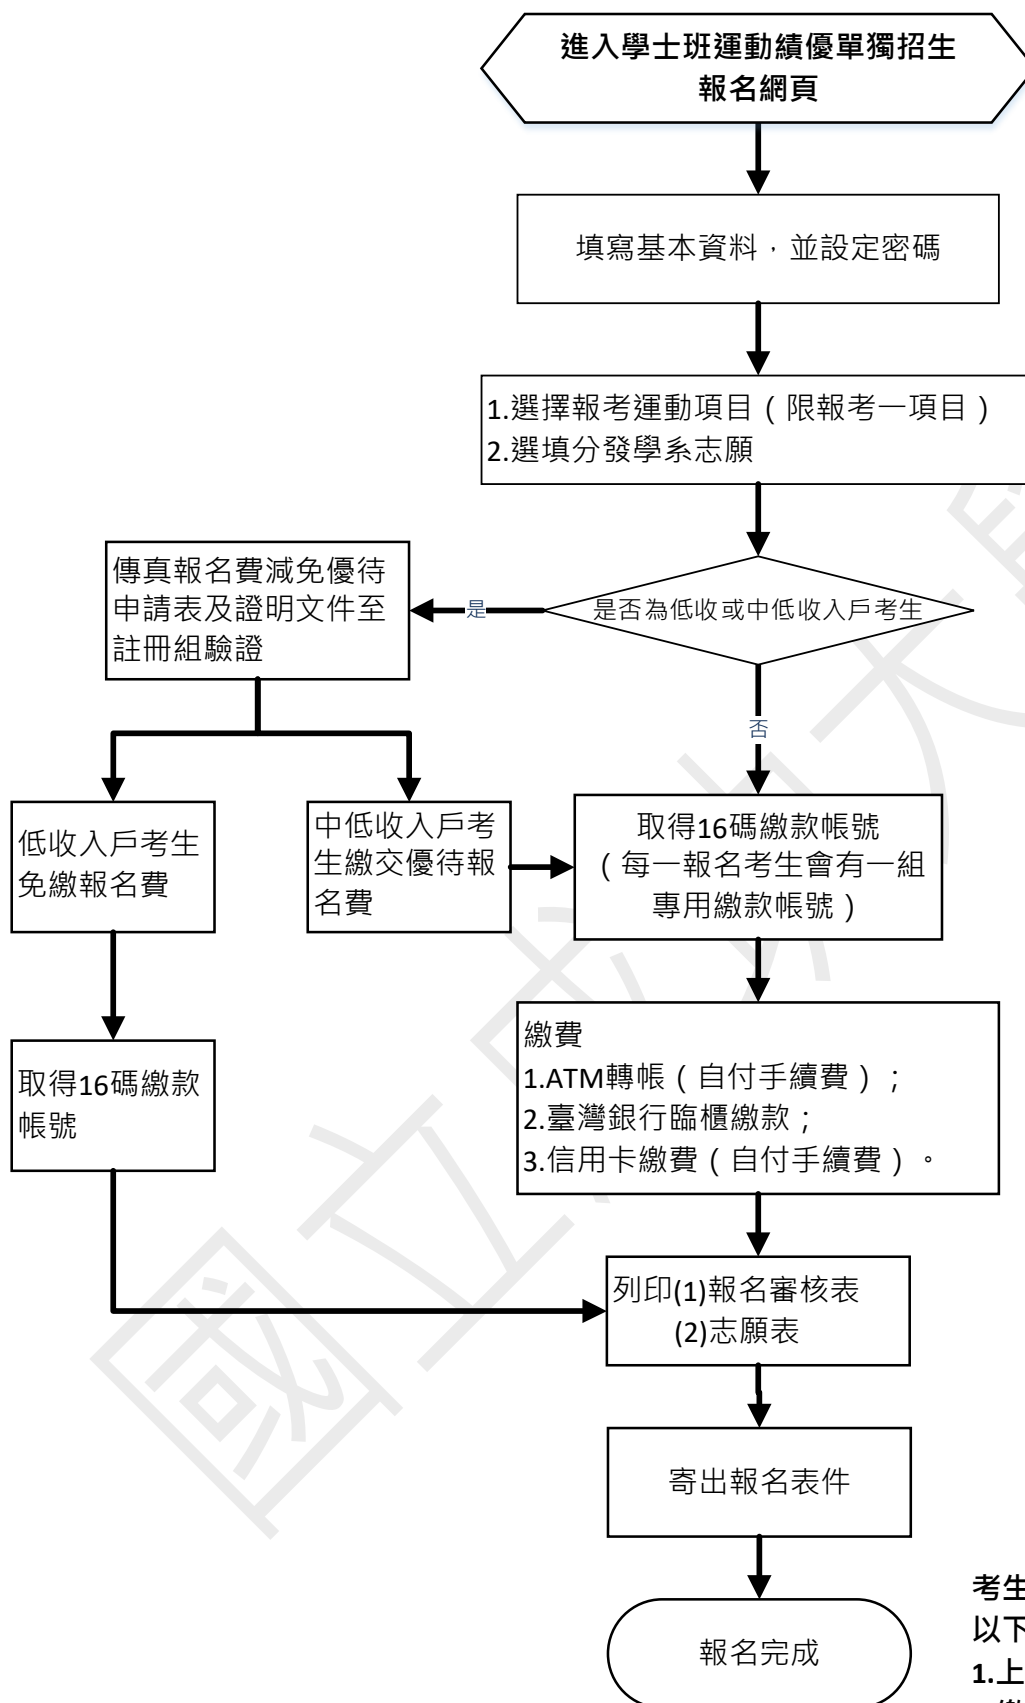 進入學士班運動績優單獨招生
報名網頁
填寫基本資料，並設定密碼
1.選擇報考運動項目（限報考一項目）
2.選填分發學系志願
是否為低收或中低收入戶考生
是
否
傳真報名費減免優待
申請表及證明文件至
註冊組驗證
低收入戶考生
免繳報名費
中低收入戶考
生繳交優待報
名費
取得16碼繳款帳號
（每一報名考生會有一組
專用繳款帳號）
取得16碼繳款
帳號
繳費
1.ATM轉帳（自付手續費）；
2.臺灣銀行臨櫃繳款；
3.信用卡繳費（自付手續費）。
列印(1)報名審核表
(2)志願表
寄出報名表件
報名完成
考生
以下
1.上
國立成功大